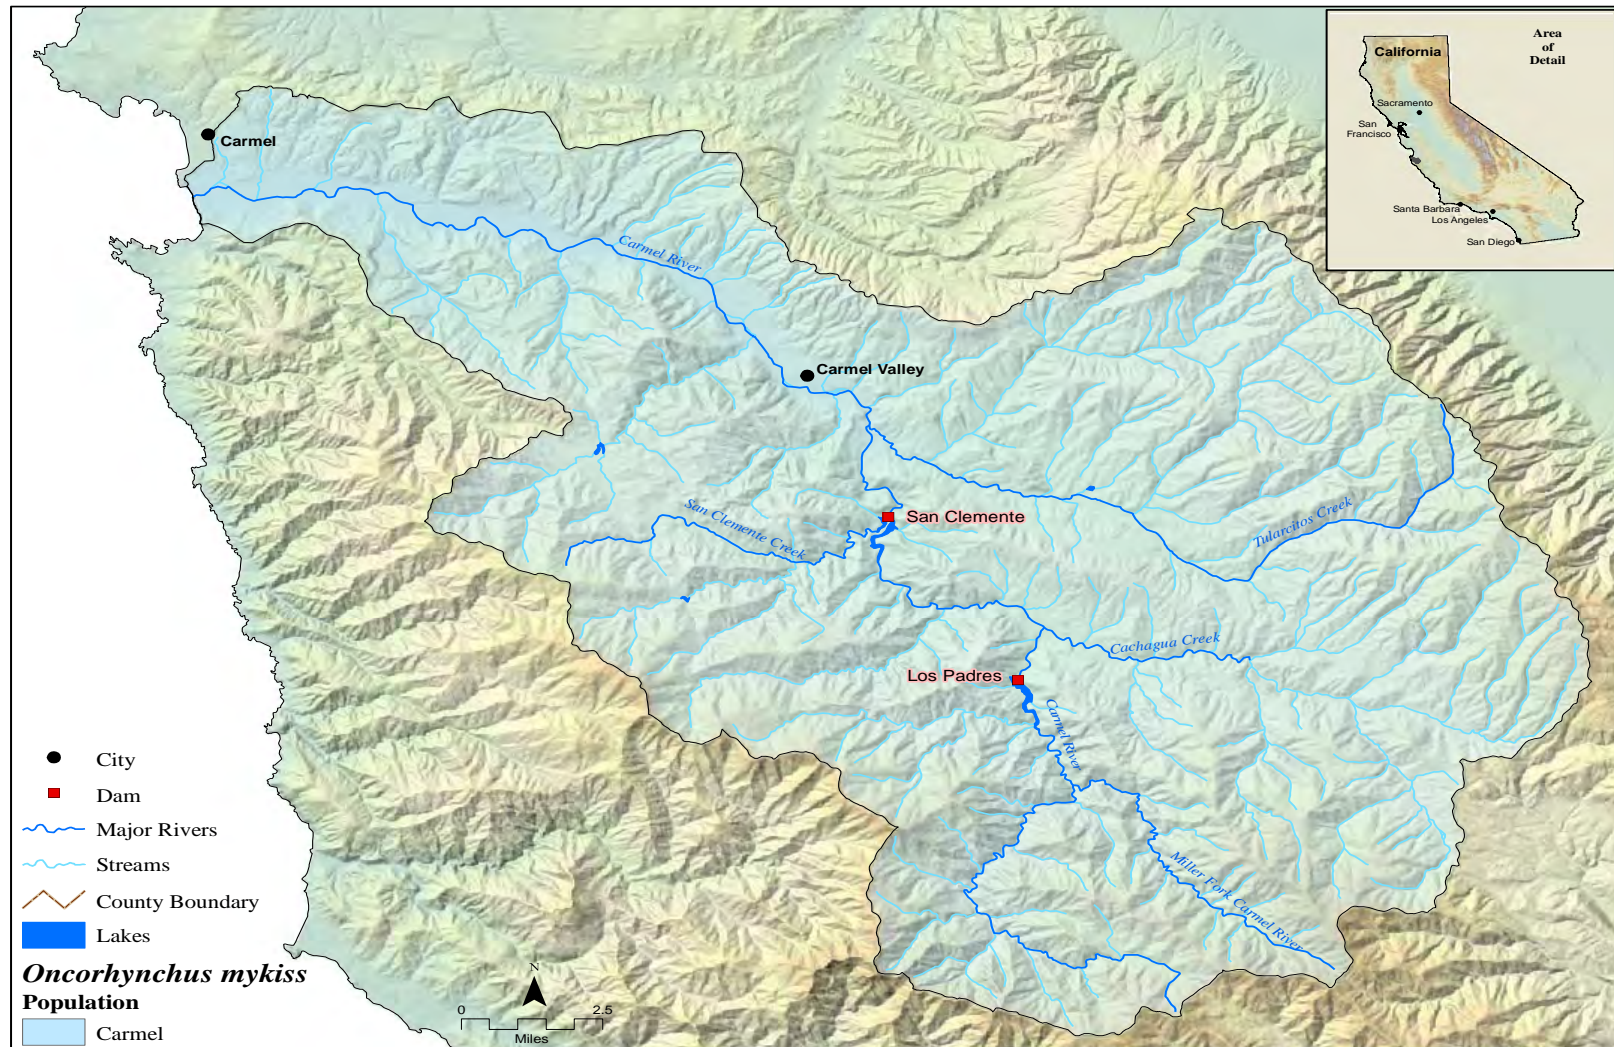 California
Area
of
Detail
Sacramento
San
Francisco
Santa Barbara
Los Angeles
San Diego
Carmel
Carmel River
Carmel Valley
San Clemente
San Clemente Creek
Tularcitos Creek
Cachagua Creek
Los Padres
Carmel River
Miller Fork Carmel River
City
Dam
Major Rivers
Streams
County Boundary
Lakes
Oncorhynchus mykiss
Population
Carmel
N
0 2.5
Miles